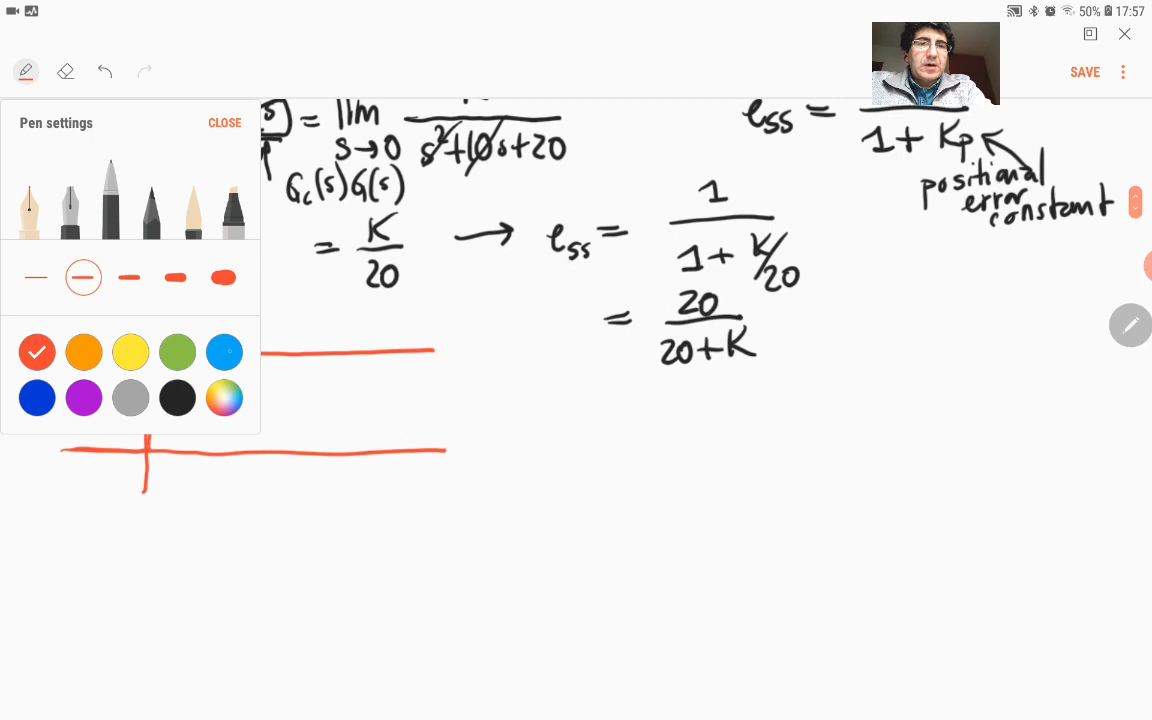 50% 17:57
SAVE
Pen settings CLOSE
s)] = lim
s→0 s²+10s+20
Gc(s)G(s)
= K/20 → ess = 1/(1+K/20)
= 20/(20+K)
ess = 1+Kp
positional
error
constant